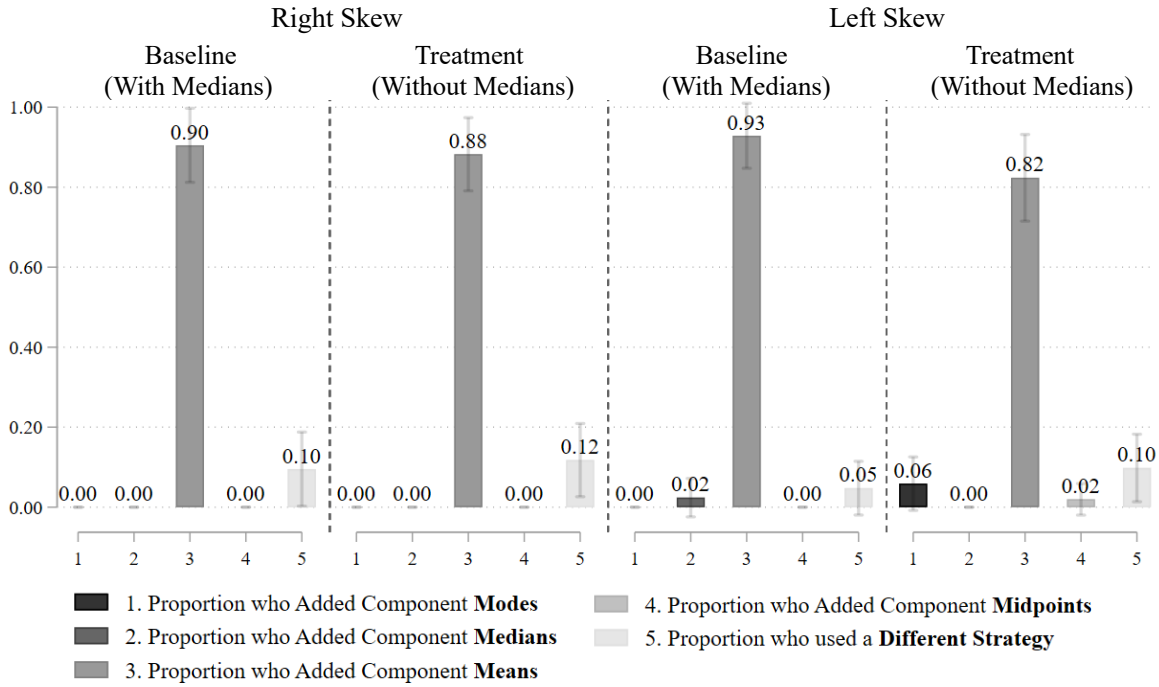 Right Skew
Left Skew
Baseline
(With Medians)
Treatment
(Without Medians)
Baseline
(With Medians)
Treatment
(Without Medians)
1.00
0.80
0.60
0.40
0.20
0.00
0.00
0.00
0.90
0.00
0.10
0.00
0.00
0.88
0.00
0.12
0.00
0.02
0.93
0.00
0.05
0.06
0.00
0.82
0.02
0.10
1 2 3 4 5
1 2 3 4 5
1 2 3 4 5
1 2 3 4 5
1. Proportion who Added Component Modes
2. Proportion who Added Component Medians
3. Proportion who Added Component Means
4. Proportion who Added Component Midpoints
5. Proportion who used a Different Strategy